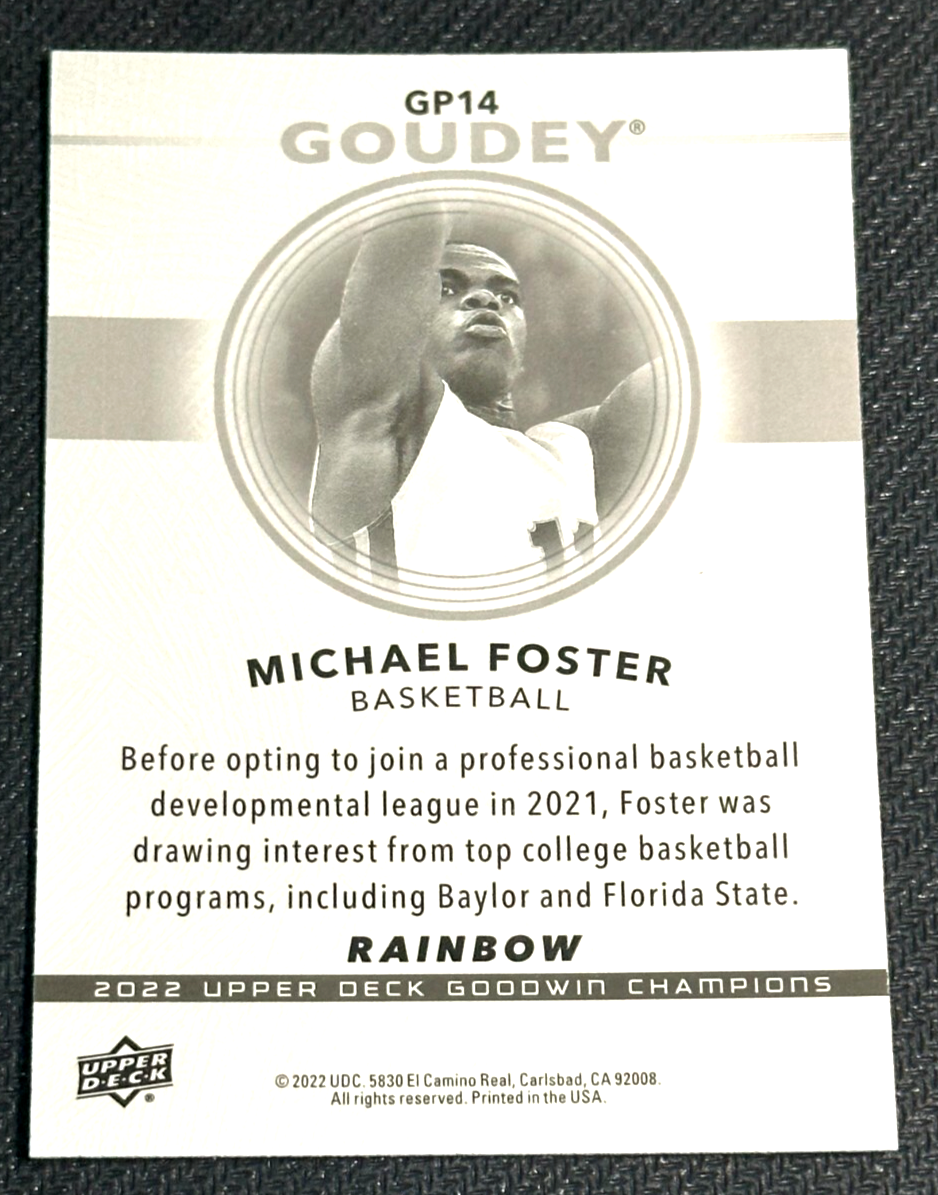 GP14
GOUDEY®
MICHAEL FOSTER
BASKETBALL
Before opting to join a professional basketball
developmental league in 2021, Foster was
drawing interest from top college basketball
programs, including Baylor and Florida State.
RAINBOW
2022 UPPER DECK GOODWIN CHAMPIONS
UPPER
D·E·C·K
®
© 2022 UDC. 5830 El Camino Real, Carlsbad, CA 92008.
All rights reserved. Printed in the USA.